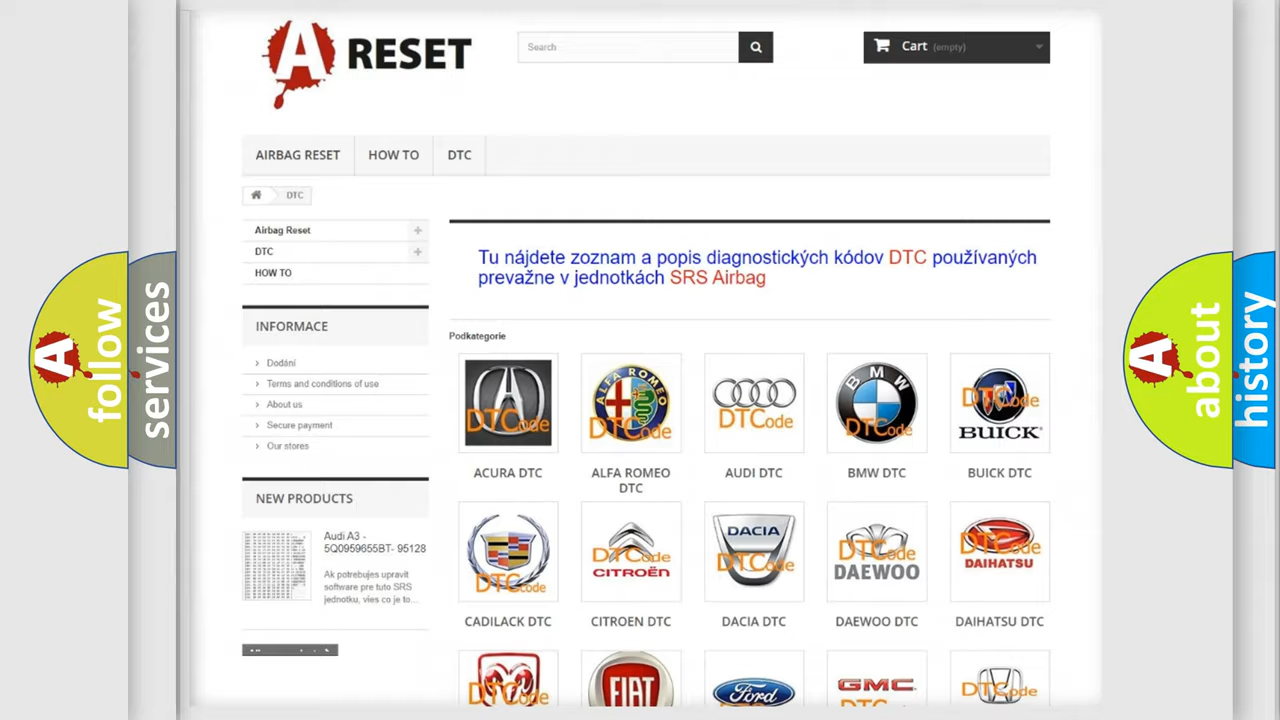 A RESET
Search
Cart (empty)
AIRBAG RESET
HOW TO
DTC
DTC
Airbag Reset
DTC
HOW TO
Tu nájdete zoznam a popis diagnostických kódov DTC používaných
prevažne v jednotkách SRS Airbag
INFORMACE
Dodání
Terms and conditions of use
About us
Secure payment
Our stores
NEW PRODUCTS
Audi A3 -
5Q0959655BT- 95128
Ak potrebujes upravit
software pre tuto SRS
jednotku, vies co je to...
Podkategorie
DTCode
ALFA ROMEO
DTCode
DTCode
BMW
DTCode
DTCode
BUICK
ACURA DTC
ALFA ROMEO
DTC
AUDI DTC
BMW DTC
BUICK DTC
DTCode
DTCode
CITROËN
DACIA
DTCode
DTCode
DAEWOO
DTCode
DAIHATSU
CADILACK DTC
CITROEN DTC
DACIA DTC
DAEWOO DTC
DAIHATSU DTC
DTCode
FIAT
Ford
GMC
DTCode
A follow
services
A about
history